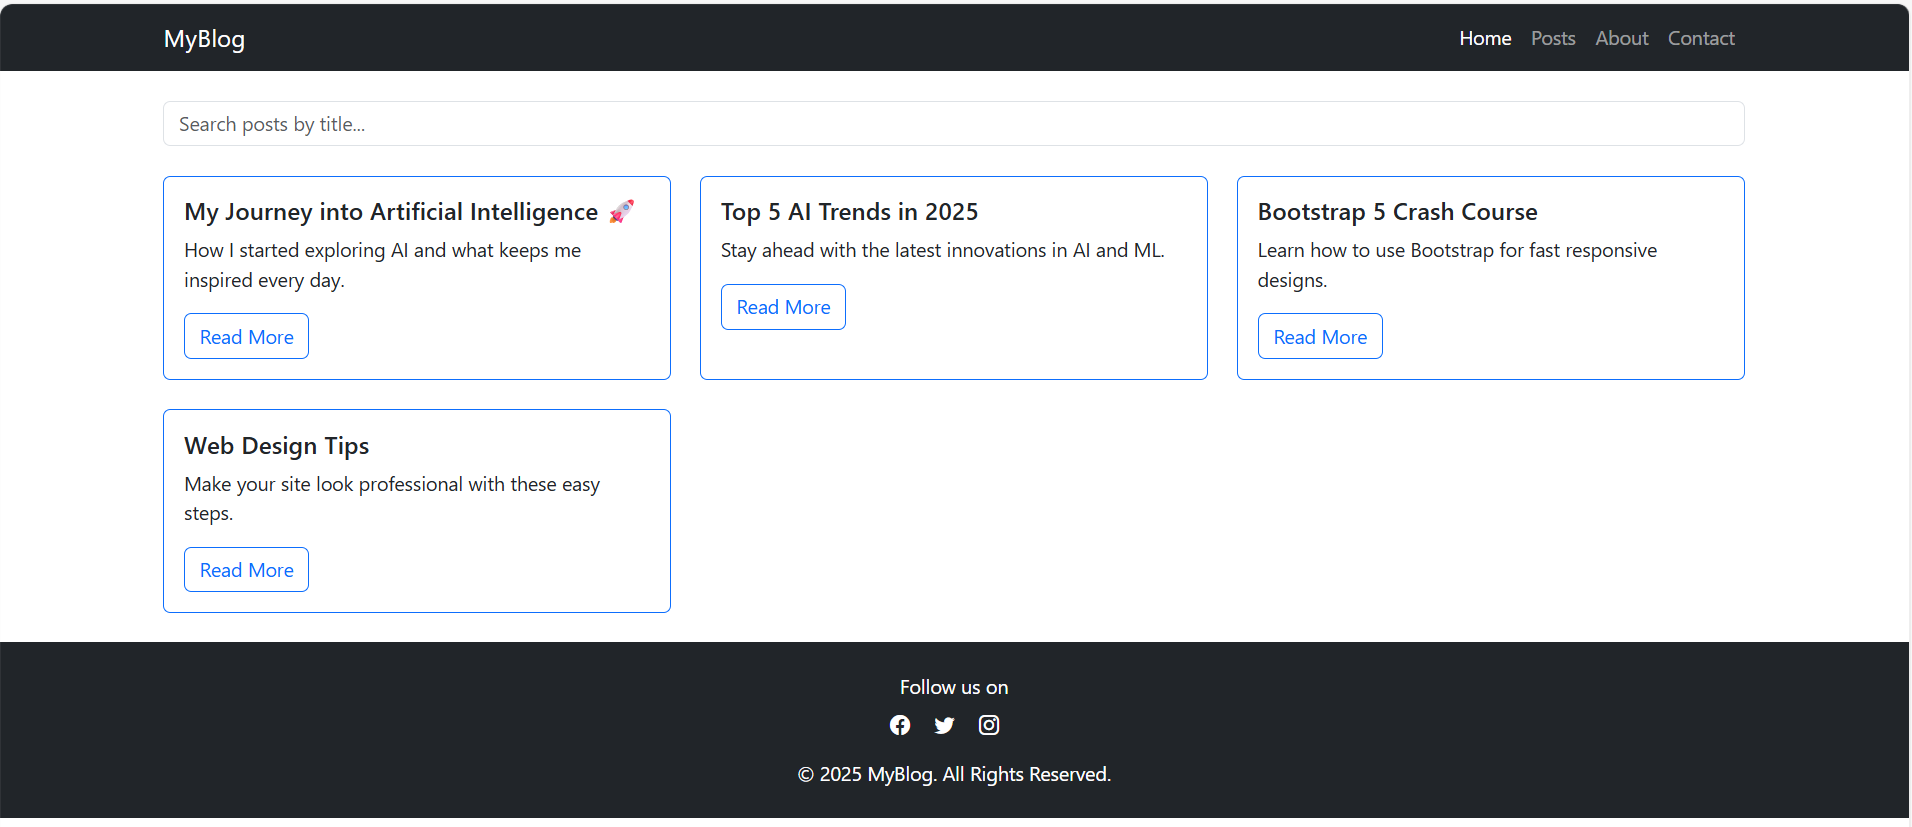 MyBlog
Home Posts About Contact
Search posts by title...
My Journey into Artificial Intelligence 🚀
How I started exploring AI and what keeps me
inspired every day.
Read More
Top 5 AI Trends in 2025
Stay ahead with the latest innovations in AI and ML.
Read More
Bootstrap 5 Crash Course
Learn how to use Bootstrap for fast responsive
designs.
Read More
Web Design Tips
Make your site look professional with these easy
steps.
Read More
Follow us on
© 2025 MyBlog. All Rights Reserved.